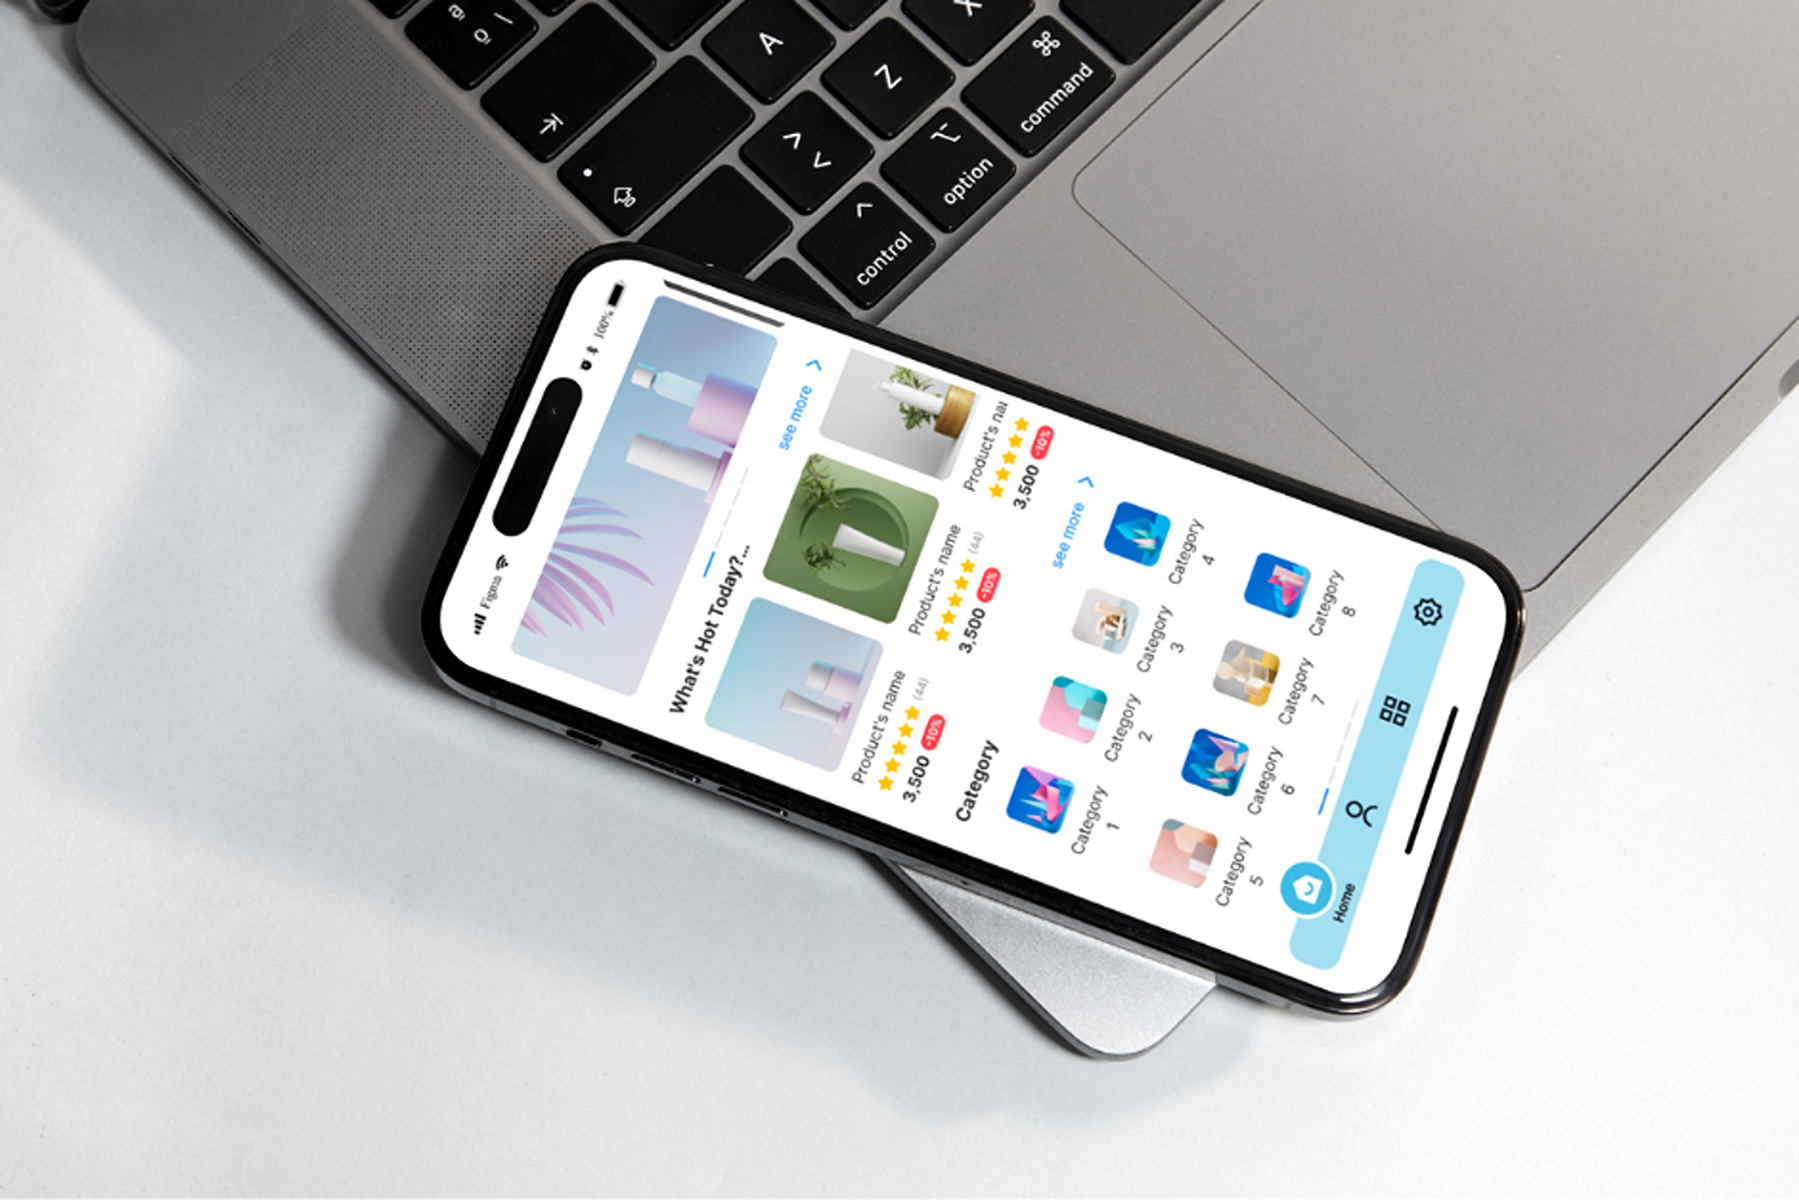 A
Z
X
command
option
control
Figma
100%
What's Hot Today?...
see more
Product's name
(44)
3,500
-10%
Product's name
(44)
3,500
-10%
Product's nai
3,500
-10%
Category
see more
Category
1
Category
2
Category
3
Category
4
Category
5
Category
6
Category
7
Category
8
Home